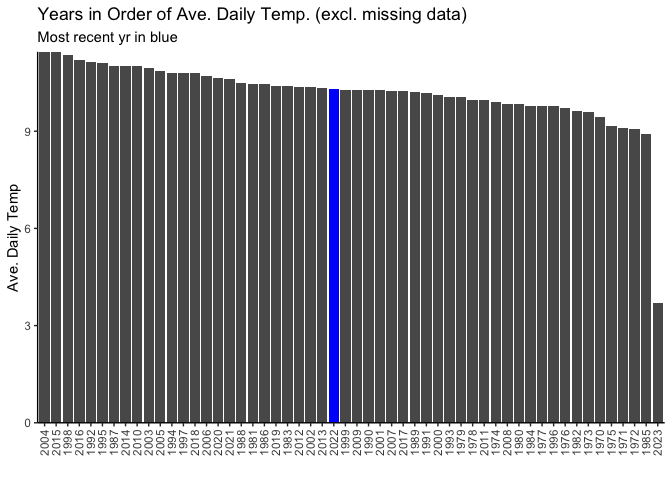 Years in Order of Ave. Daily Temp. (excl. missing data)
Most recent yr in blue
Ave. Daily Temp
9
6
3
0
2004 2015 1998 2016 1992 1995 1987 2014 2010 2003 2005 1994 1997 2018 2006 2020 2021 1988 1981 1986 2019 1983 2012 2002 2013 2022 1999 2009 1990 2001 2007 2017 1989 1991 2000 1993 1979 1978 2011 1974 2008 1980 1984 1977 1996 1976 1982 1973 1970 1975 1971 1972 1985 2023